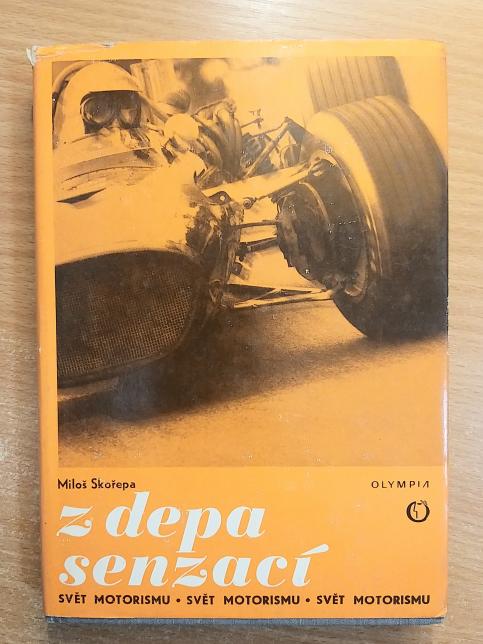 Miloš Skořepa
OLYMPIA
z depa
senzací
SVĚT MOTORISMU • SVĚT MOTORISMU • SVĚT MOTORISMU